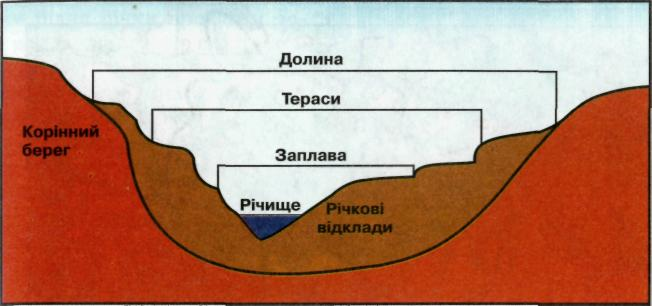 Долина
Тераси
Корінний
берег
Заплава
Річище
Річкові
відклади